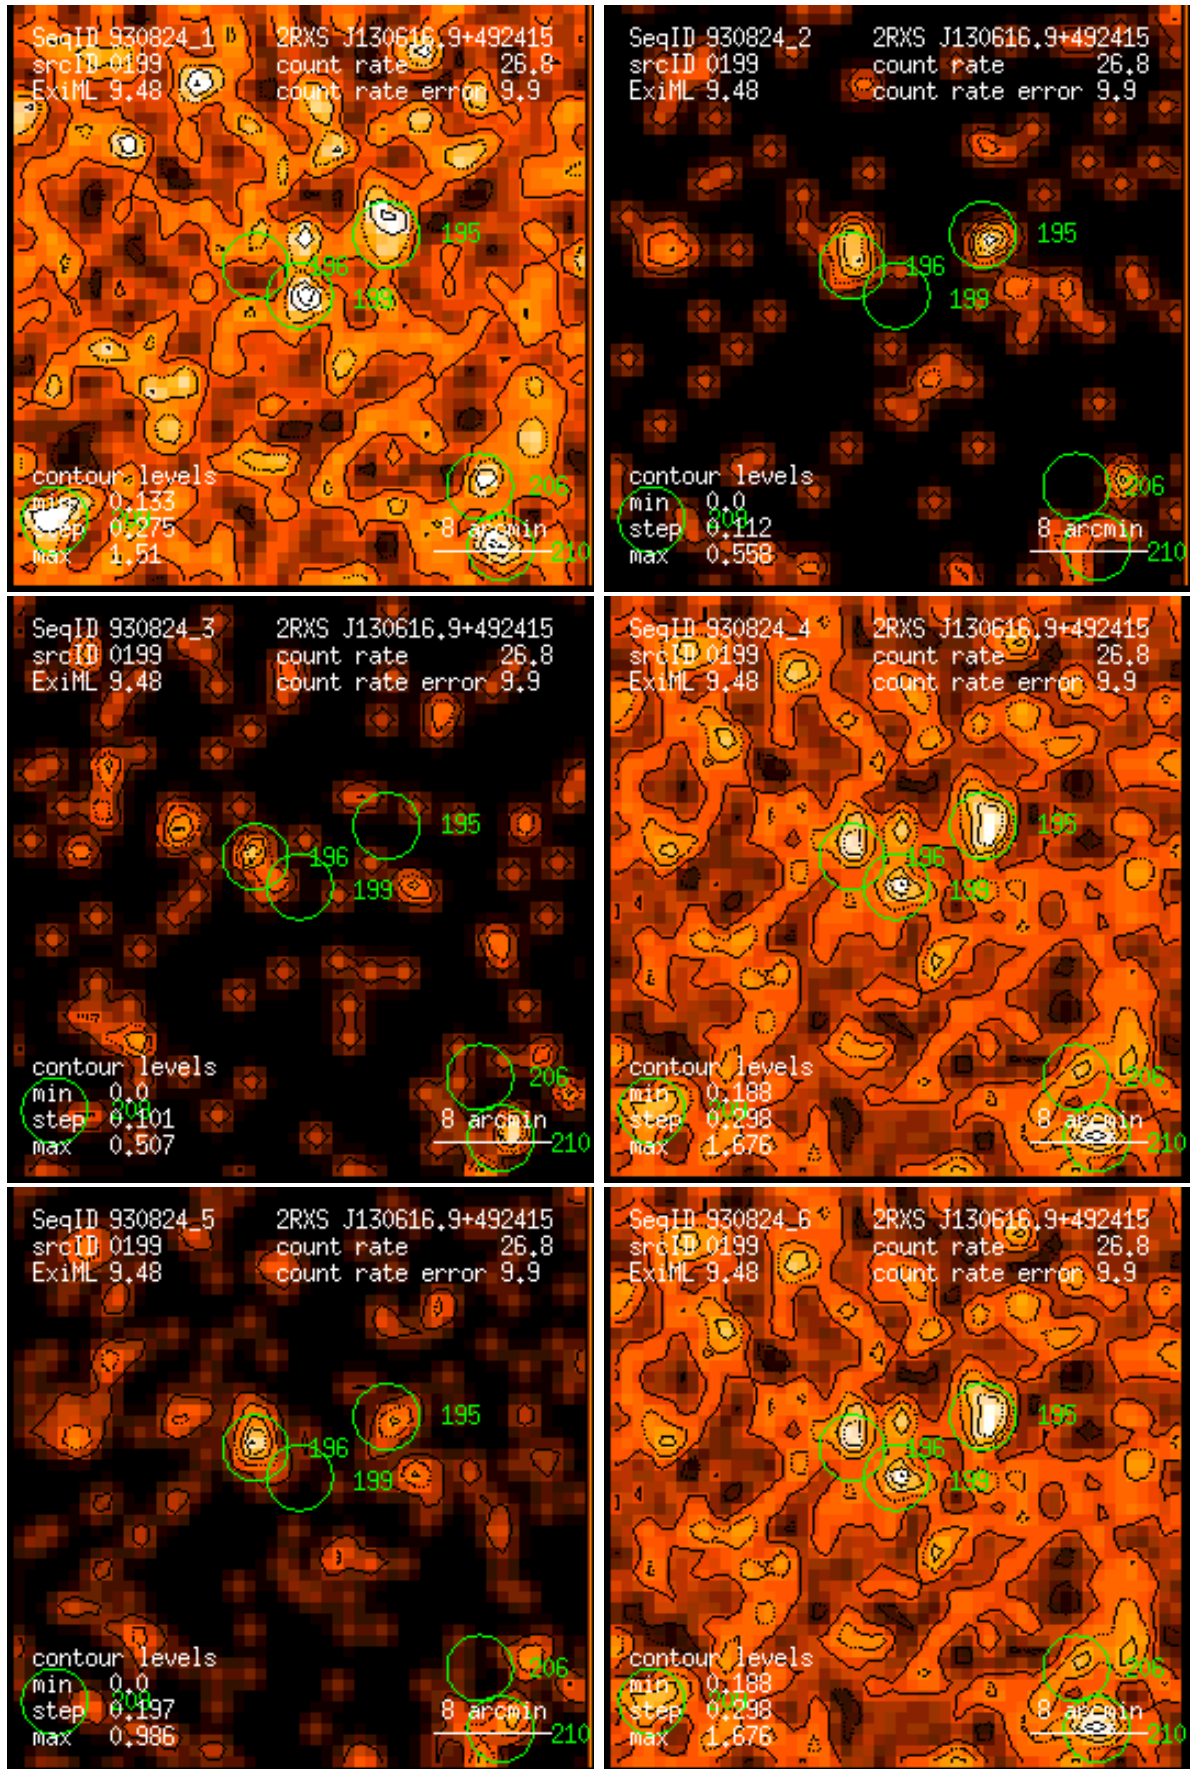 SeqID 930824_1 2RXS J130616.9+492415
srcID 0199 count rate 26.8
ExiML 9.48 count rate error 9.9
195
196
199
contour levels
min 0.133
206
step 0.275
8 arcmin
max 1.51
210
SeqID 930824_2 2RXS J130616.9+492415
srcID 0199 count rate 26.8
ExiML 9.48 count rate error 9.9
195
196
199
contour levels
min 0.0
206
step 0.112
8 arcmin
max 0.558
210
SeqID 930824_3 2RXS J130616.9+492415
srcID 0199 count rate 26.8
ExiML 9.48 count rate error 9.9
195
196
199
contour levels
min 0.0
206
step 0.101
8 arcmin
max 0.507
210
SeqID 930824_4 2RXS J130616.9+492415
srcID 0199 count rate 26.8
ExiML 9.48 count rate error 9.9
195
196
199
contour levels
min 0.188
206
step 0.298
8 arcmin
max 1.676
210
SeqID 930824_5 2RXS J130616.9+492415
srcID 0199 count rate 26.8
ExiML 9.48 count rate error 9.9
195
196
199
contour levels
min 0.0
206
step 0.197
8 arcmin
max 0.986
210
SeqID 930824_6 2RXS J130616.9+492415
srcID 0199 count rate 26.8
ExiML 9.48 count rate error 9.9
195
196
199
contour levels
min 0.188
206
step 0.298
8 arcmin
max 1.676
210